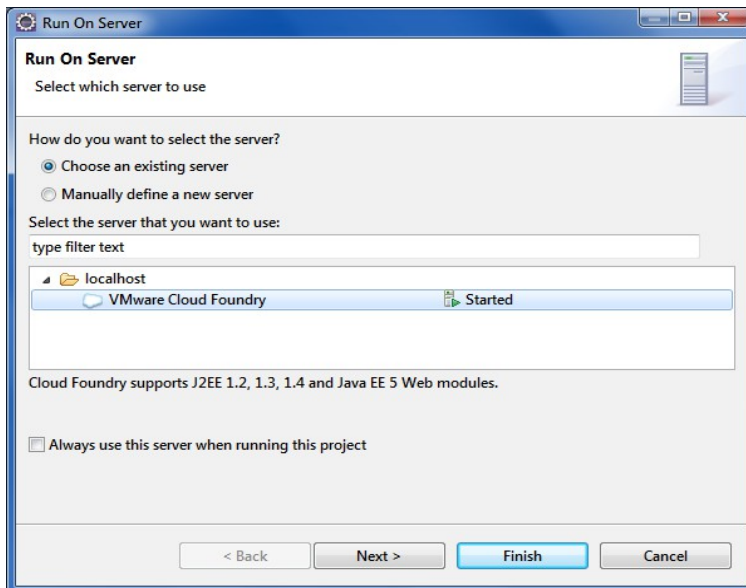 Run On Server
Run On Server
Select which server to use
How do you want to select the server?
Choose an existing server
Manually define a new server
Select the server that you want to use:
type filter text
localhost
VMware Cloud Foundry Started
Cloud Foundry supports J2EE 1.2, 1.3, 1.4 and Java EE 5 Web modules.
Always use this server when running this project
< Back Next > Finish Cancel